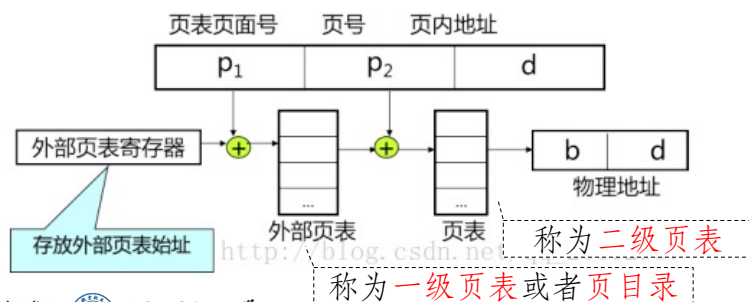 页表页面号 页号 页内地址
p1 p2 d
外部页表寄存器
+
+
b d
物理地址
...
...
存放外部页表始址
外部页表
页表
http://blog.csdn.net
称为二级页表
称为一级页表或者页目录